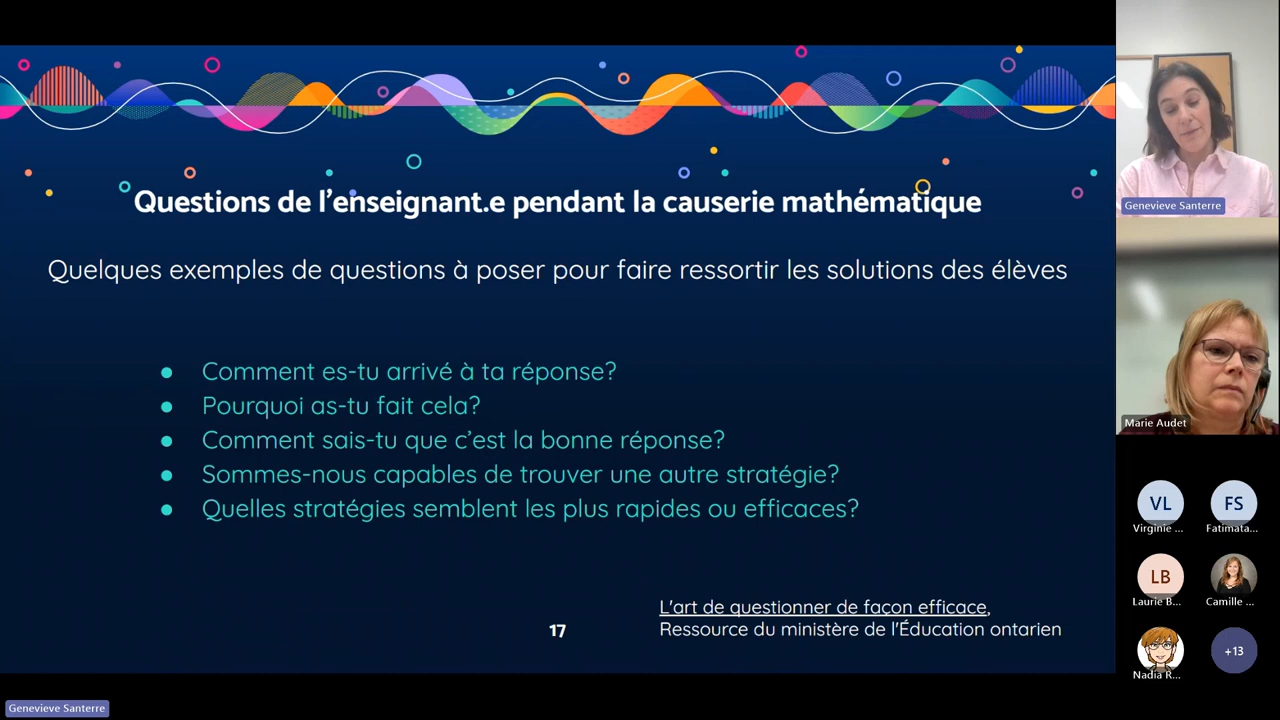 Questions de l'enseignant.e pendant la causerie mathématique
Quelques exemples de questions à poser pour faire ressortir les solutions des élèves
● Comment es-tu arrivé à ta réponse?
● Pourquoi as-tu fait cela?
● Comment sais-tu que c'est la bonne réponse?
● Sommes-nous capables de trouver une autre stratégie?
● Quelles stratégies semblent les plus rapides ou efficaces?
L'art de questionner de façon efficace,
Ressource du ministère de l'Éducation ontarien
17
Genevieve Santerre
Marie Audet
VL
Virginie ...
FS
Fatimata...
LB
Laurie B...
Camille ...
Nadia R...
+13
Genevieve Santerre